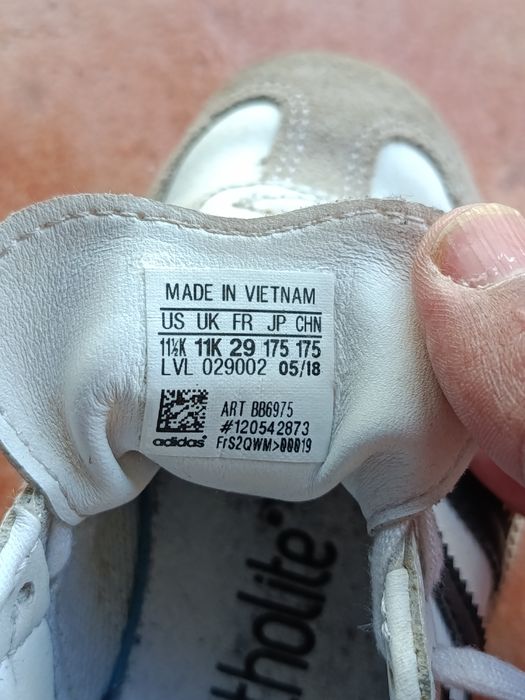 MADE IN VIETNAM
US UK FR JP CHN
11½K 11K 29 175 175
LVL 029002 05/18
ART BB6975
#120542873
adidas® FrS2QWM>00019
tholite®